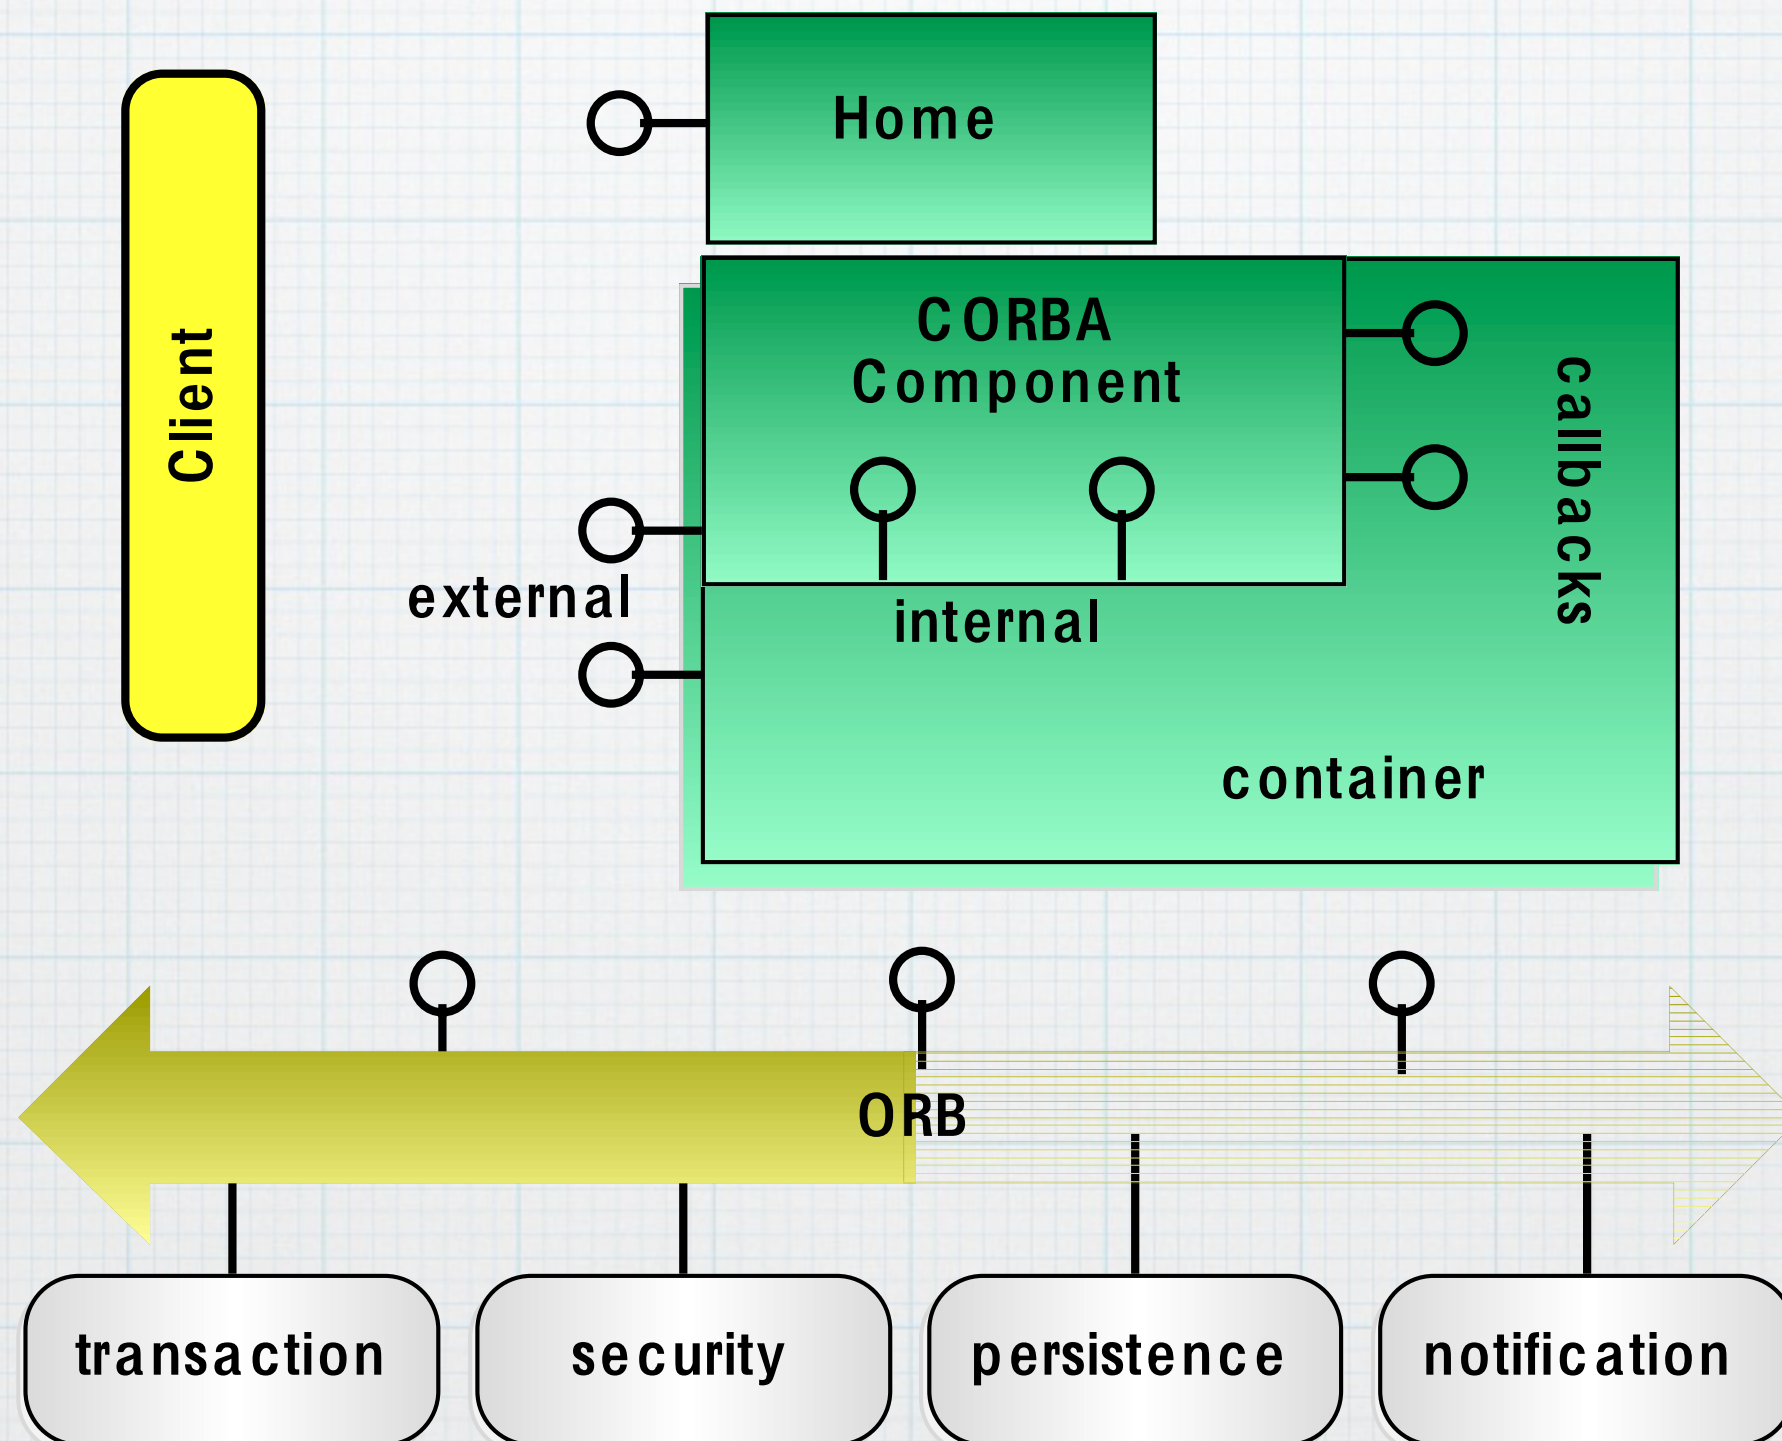 Home
Client
CORBA
Component
callbacks
external
internal
container
ORB
transaction
security
persistence
notification